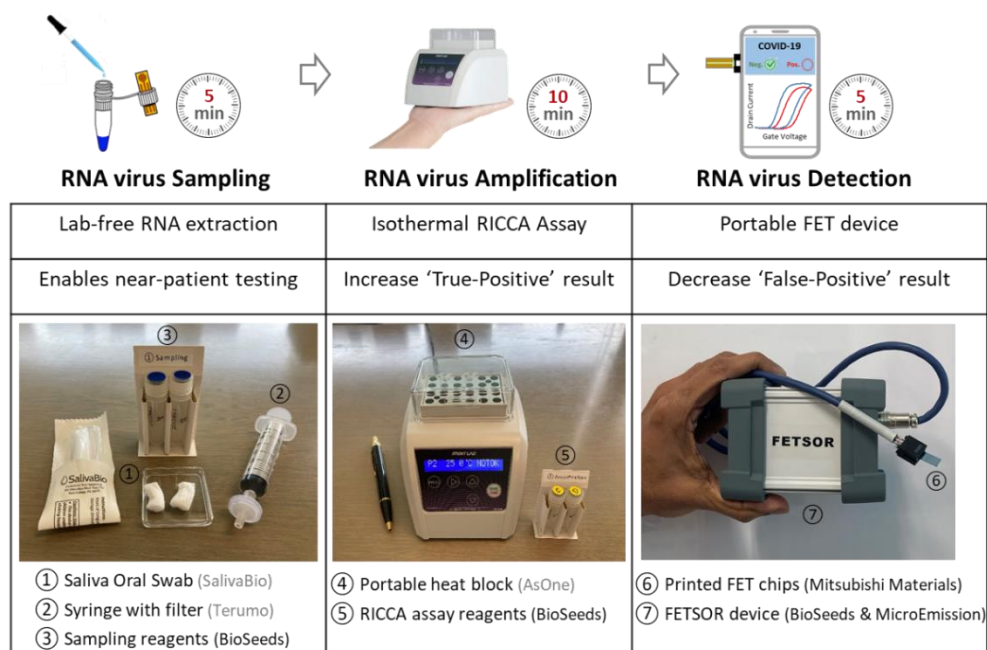 5
min
10
min
COVID-19
Neg.
Pos.
Drain Current
Gate Voltage
5
min
RNA virus Sampling
RNA virus Amplification
RNA virus Detection
Lab-free RNA extraction
Isothermal RICCA Assay
Portable FET device
Enables near-patient testing
Increase ‘True-Positive’ result
Decrease ‘False-Positive’ result
③
① Sampling
②
①
SalivaBio
④
⑤
FETSOR
⑥
⑦
① Saliva Oral Swab (SalivaBio)
② Syringe with filter (Terumo)
③ Sampling reagents (BioSeeds)
④ Portable heat block (AsOne)
⑤ RICCA assay reagents (BioSeeds)
⑥ Printed FET chips (Mitsubishi Materials)
⑦ FETSOR device (BioSeeds & MicroEmission)